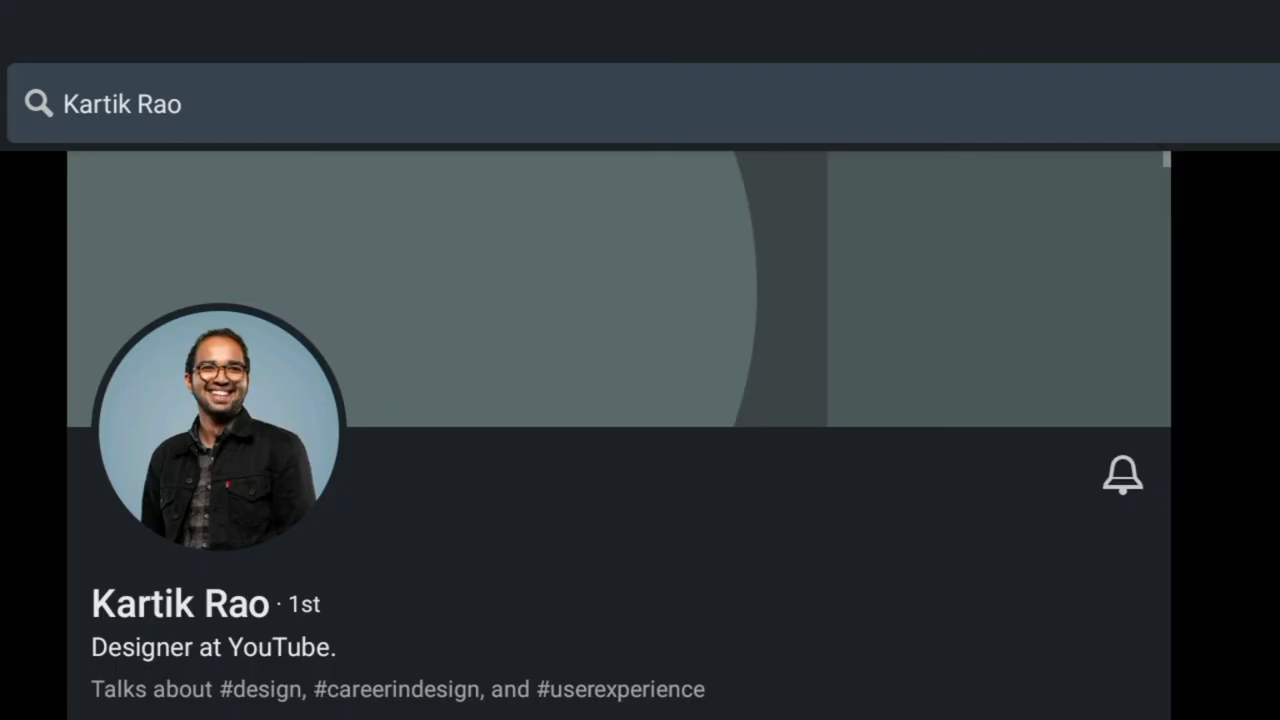 Kartik Rao
Kartik Rao · 1st
Designer at YouTube.
Talks about #design, #careerindesign, and #userexperience